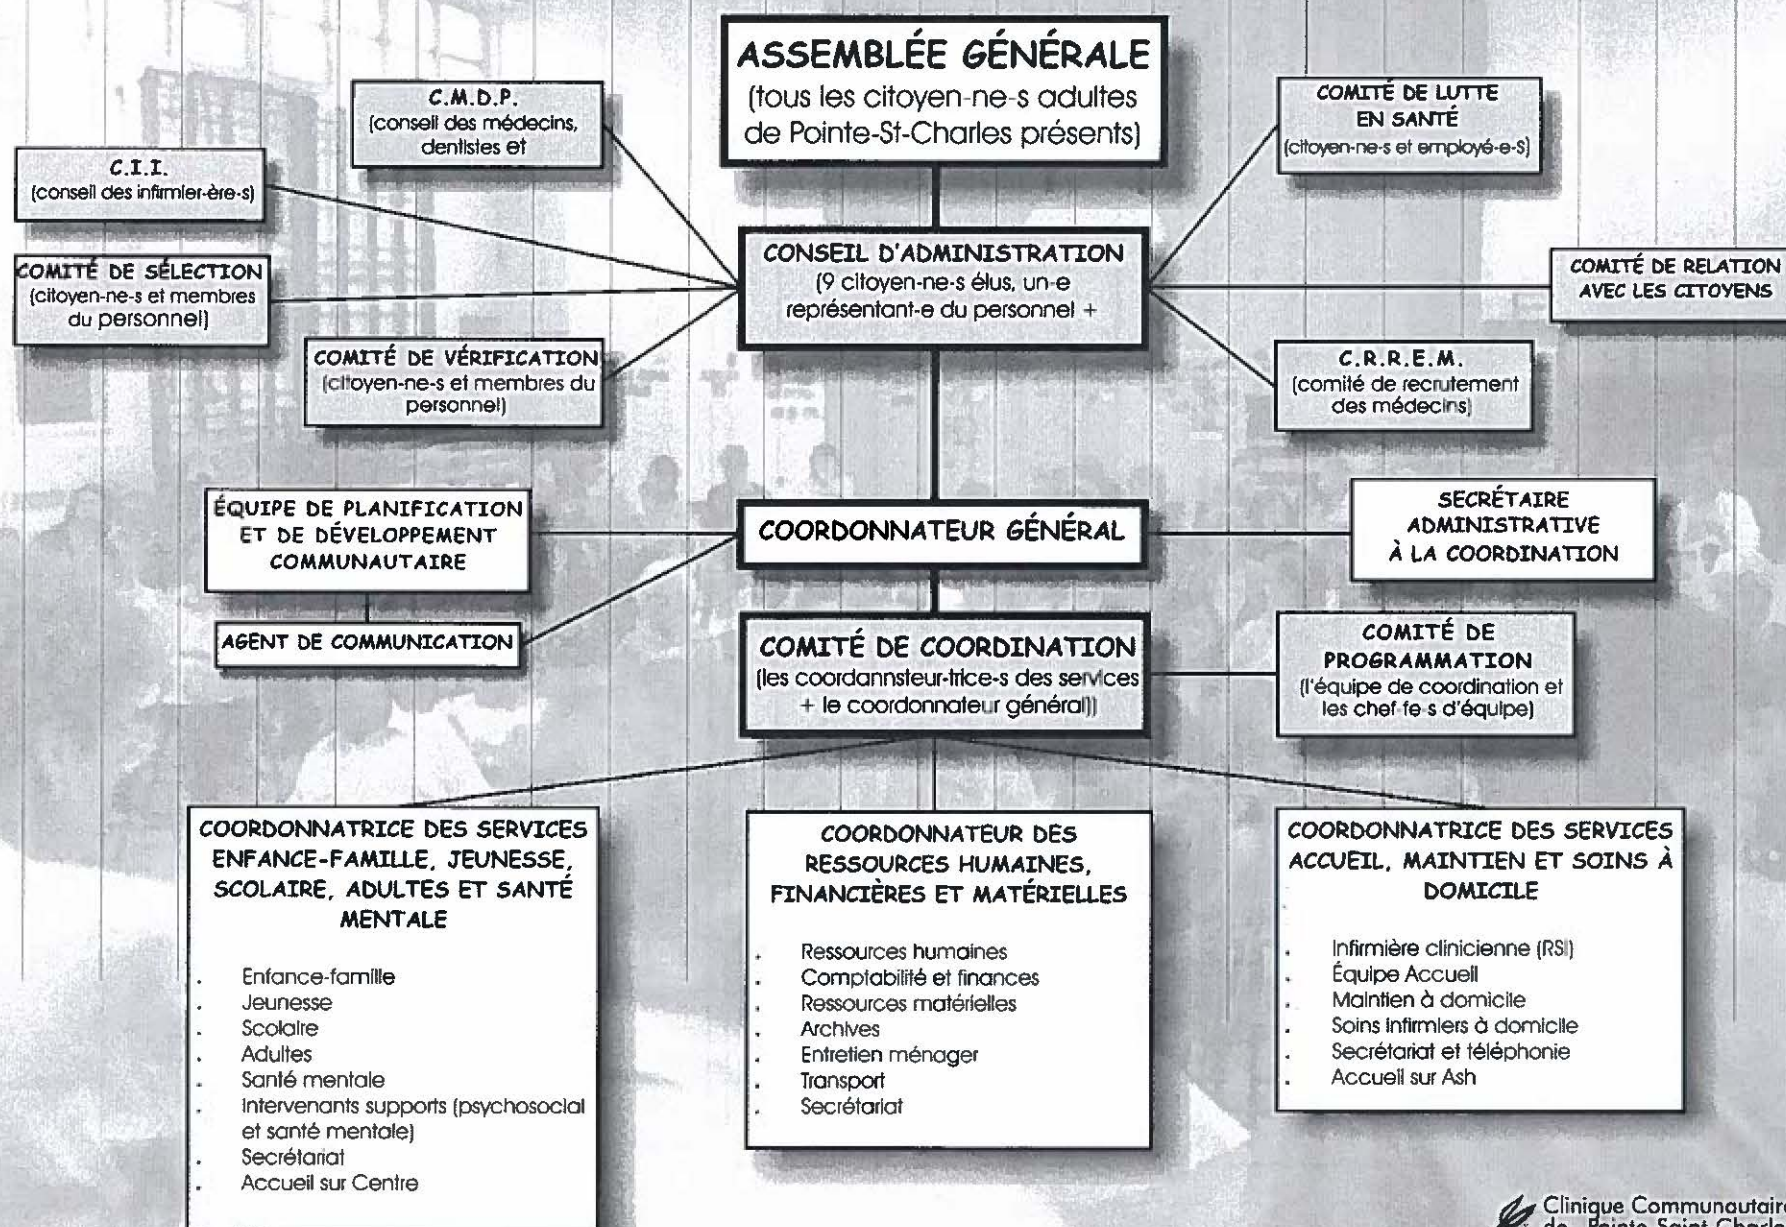 ASSEMBLÉE GÉNÉRALE
(tous les citoyen-ne-s adultes
de Pointe-St-Charles présents)
C.M.D.P.
(conseil des médecins,
dentistes et
COMITÉ DE LUTTE
EN SANTÉ
(citoyen-ne-s et employé-e-s)
C.I.I.
(conseil des infirmier-ère-s)
CONSEIL D'ADMINISTRATION
(9 citoyen-ne-s élus, un-e
représentant-e du personnel +
COMITÉ DE SÉLECTION
(citoyen-ne-s et membres
du personnel)
COMITÉ DE RELATION
AVEC LES CITOYENS
COMITÉ DE VÉRIFICATION
(citoyen-ne-s et membres du
personnel)
C.R.R.E.M.
(comité de recrutement
des médecins)
ÉQUIPE DE PLANIFICATION
ET DE DÉVELOPPEMENT
COMMUNAUTAIRE
COORDONNATEUR GÉNÉRAL
SECRÉTAIRE
ADMINISTRATIVE
À LA COORDINATION
AGENT DE COMMUNICATION
COMITÉ DE COORDINATION
(les coordannsteur-trice-s des services
+ le coordonnateur général))
COMITÉ DE
PROGRAMMATION
(l'équipe de coordination et
les chef-fe-s d'équipe)
COORDONNATRICE DES SERVICES
ENFANCE-FAMILLE, JEUNESSE,
SCOLAIRE, ADULTES ET SANTÉ
MENTALE
. Enfance-famille
. Jeunesse
. Scolaire
. Adultes
. Santé mentale
. Intervenants supports (psychosocial
et santé mentale)
. Secrétariat
. Accueil sur Centre
COORDONNATEUR DES
RESSOURCES HUMAINES,
FINANCIÈRES ET MATÉRIELLES
. Ressources humaines
. Comptabilité et finances
. Ressources matérielles
. Archives
. Entretien ménager
. Transport
. Secrétariat
COORDONNATRICE DES SERVICES
ACCUEIL, MAINTIEN ET SOINS À
DOMICILE
. Infirmière clinicienne (RSI)
. Équipe Accueil
. Maintien à domicile
. Soins infirmiers à domicile
. Secrétariat et téléphonie
. Accueil sur Ash
Clinique Communautair
de Pointe Saint Charl